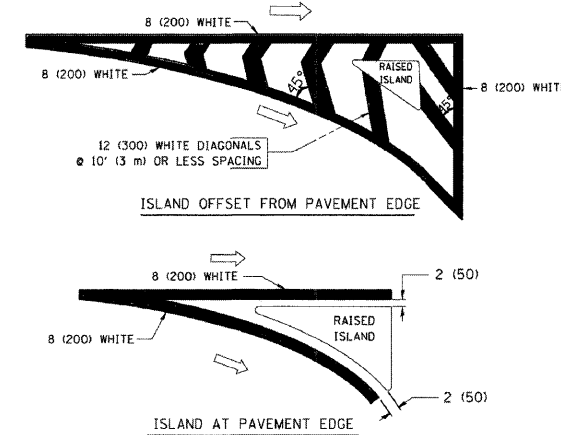 8 (200) WHITE
8 (200) WHITE
RAISED
ISLAND
45°
45°
8 (200) WHIT
12 (300) WHITE DIAGONALS
@ 10' (3 m) OR LESS SPACING
ISLAND OFFSET FROM PAVEMENT EDGE
8 (200) WHITE
2 (50)
RAISED
ISLAND
8 (200) WHITE
2 (50)
ISLAND AT PAVEMENT EDGE